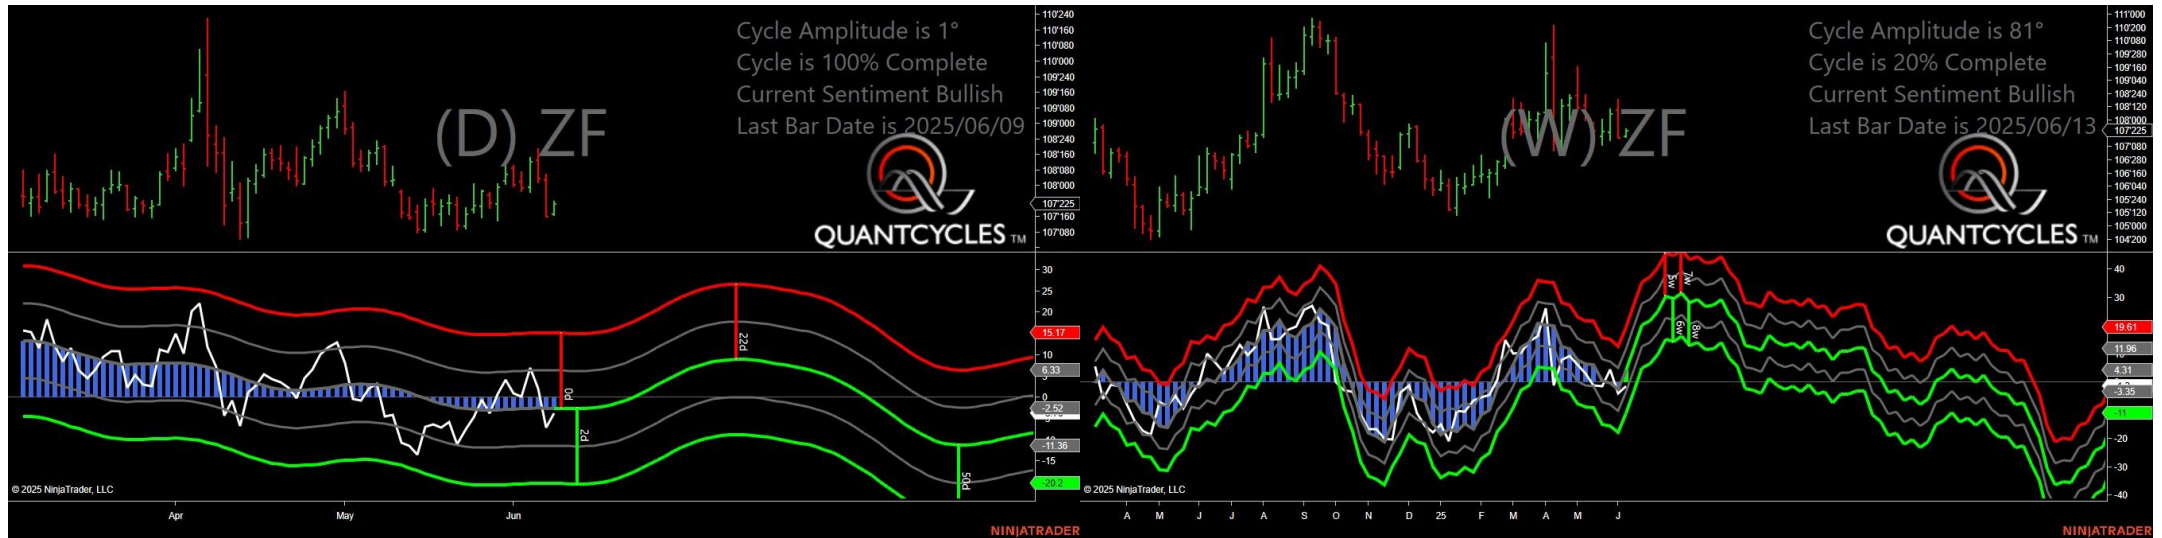 Cycle Amplitude is 1°
Cycle is 100% Complete
Current Sentiment Bullish
Last Bar Date is 2025/06/09
(D) ZF
QUANTCYCLES TM
110'240
110'160
110'080
110'000
109'240
109'160
109'080
109'000
108'240
108'160
108'080
108'000
107'225
107'160
107'080
30
25
20
15.17
10
6.33
5
0
-2.52
-11.36
-15
-20.2
0d
2d
22d
50d
© 2025 NinjaTrader, LLC
Apr
May
Jun
NINJATRADER
Cycle Amplitude is 81°
Cycle is 20% Complete
Current Sentiment Bullish
Last Bar Date is 2025/06/13
(W) ZF
QUANTCYCLES TM
111'000
110'200
110'080
109'280
109'160
109'040
108'240
108'120
108'000
107'225
107'080
106'280
106'160
106'040
105'240
105'120
105'000
104'200
40
30
19.61
11.96
4.31
-3.35
-11
-20
-30
-40
5w
7w
6w
8w
© 2025 NinjaTrader, LLC
A M J J A S O N D 25 F M A M J
NINJATRADER